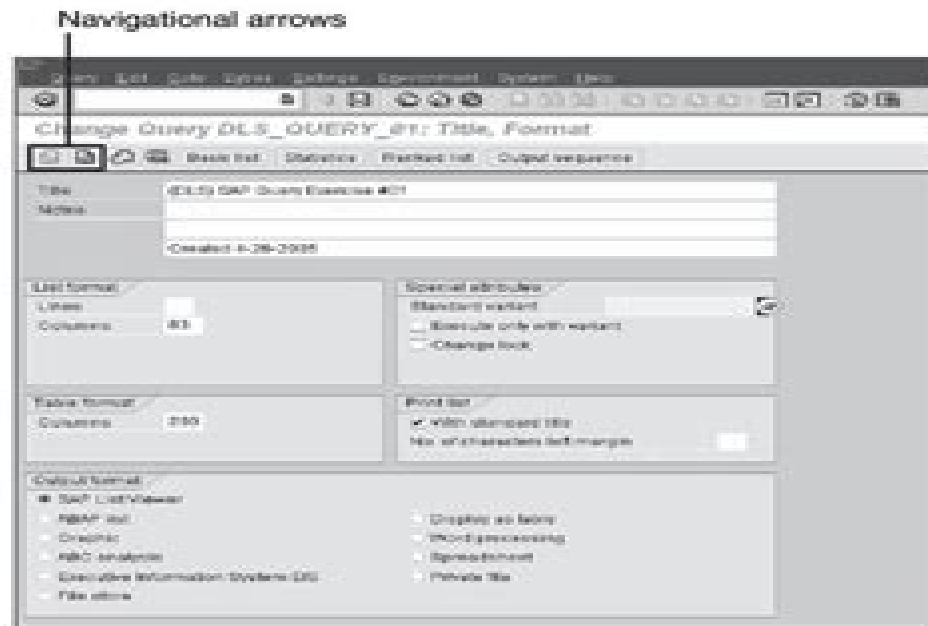 Navigational arrows
Query Edit Goto Extras Settings Environment System Help
Change Query DLS_QUERY_01: Title, Format
Basic list Statistics Ranked list Output sequence
Title (DLS) SAP Query Exercise #01
Notes
Created 4-28-2005
List format
Lines
Columns 83
Special attributes
Standard variant
Execute only with variant
Change lock
Table format
Columns
Print list
With standard title
No. of characters left margin
Output format
SAP List Viewer
ABAP list
Graphic
ABC analysis
Executive Information System (EIS)
File store
Display as table
Word processing
Spreadsheet
Private file